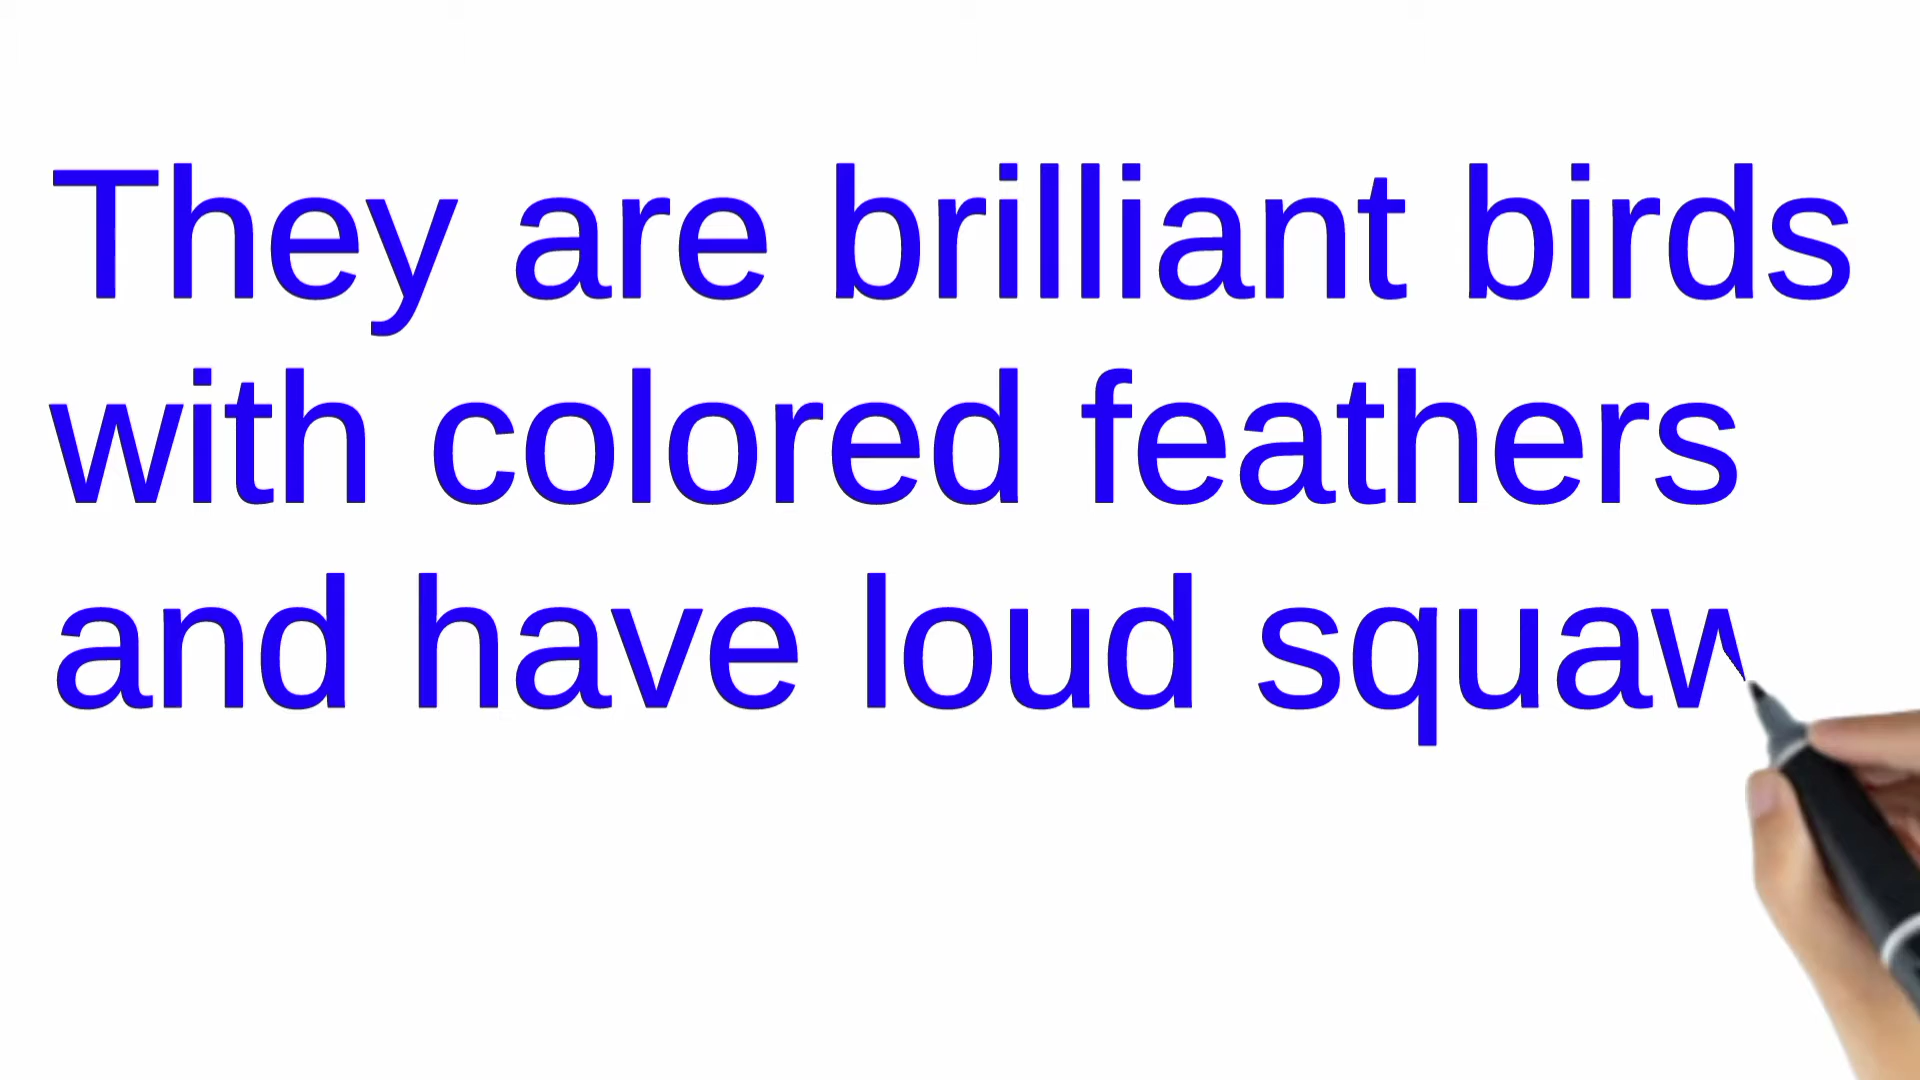 They are brilliant birds
with colored feathers
and have loud squaw